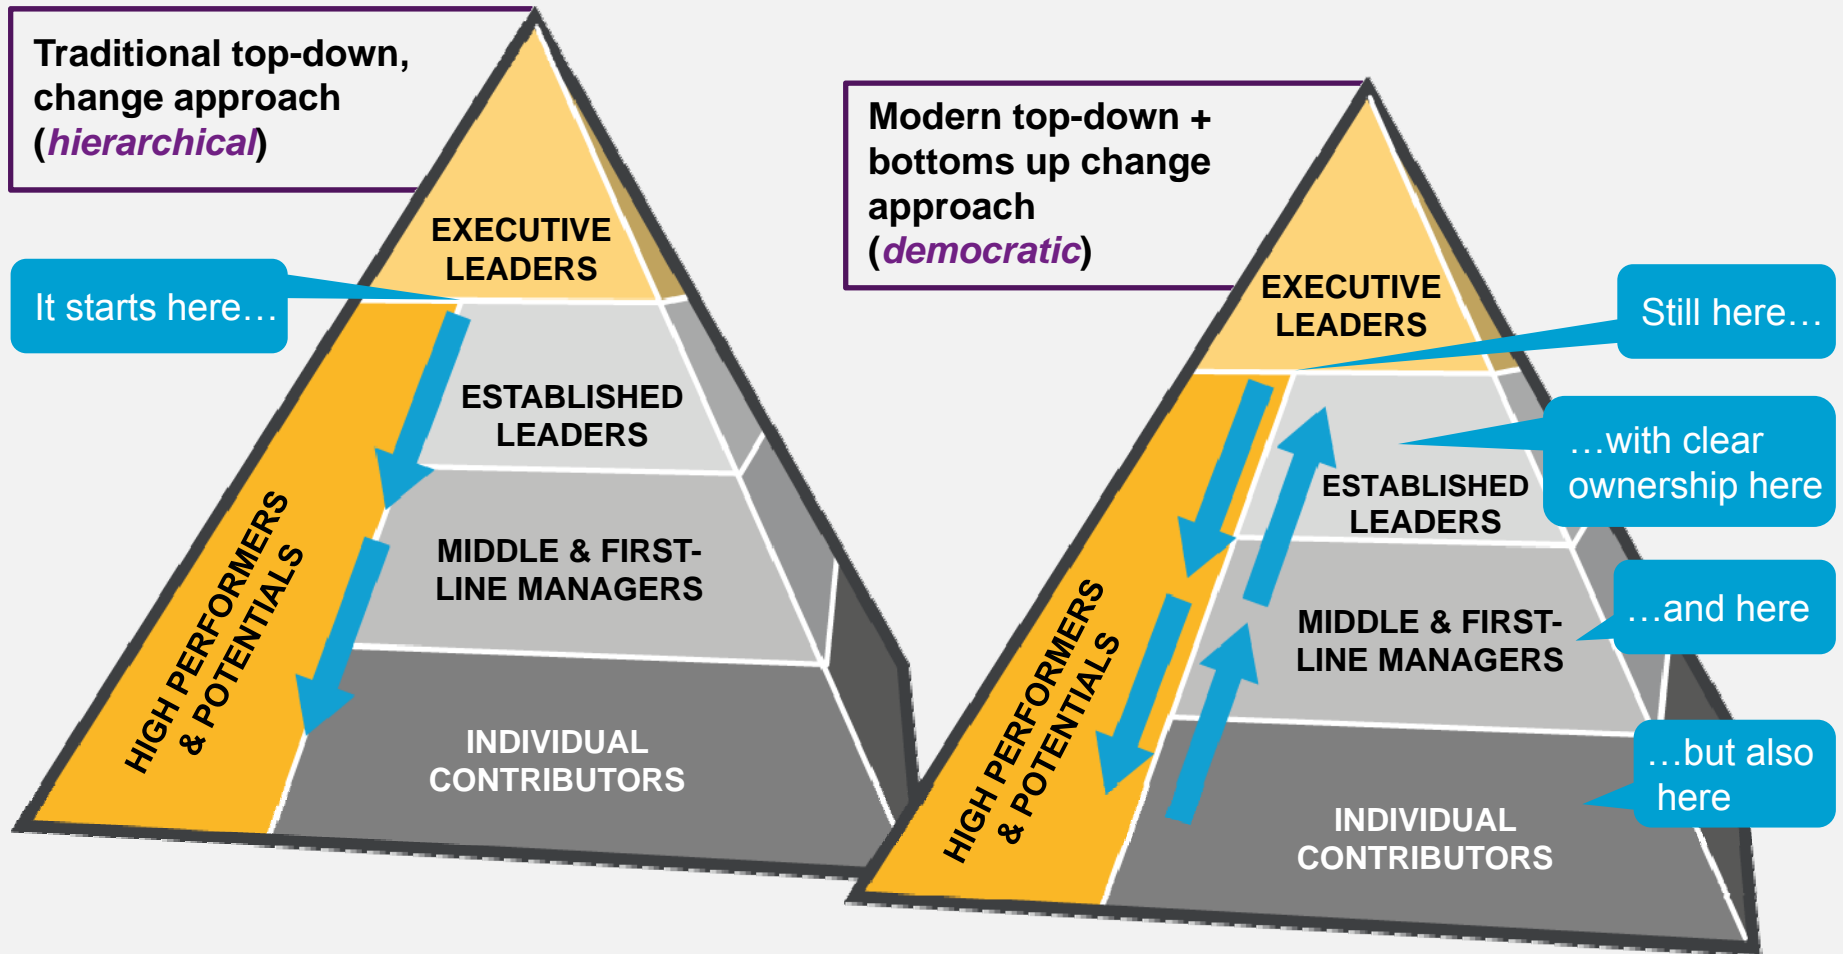 Traditional top-down,
change approach
(hierarchical)
It starts here…
EXECUTIVE
LEADERS
ESTABLISHED
LEADERS
MIDDLE & FIRST-
LINE MANAGERS
INDIVIDUAL
CONTRIBUTORS
HIGH PERFORMERS
& POTENTIALS
Modern top-down +
bottoms up change
approach
(democratic)
EXECUTIVE
LEADERS
ESTABLISHED
LEADERS
MIDDLE & FIRST-
LINE MANAGERS
INDIVIDUAL
CONTRIBUTORS
HIGH PERFORMERS
& POTENTIALS
Still here…
…with clear
ownership here
…and here
…but also
here